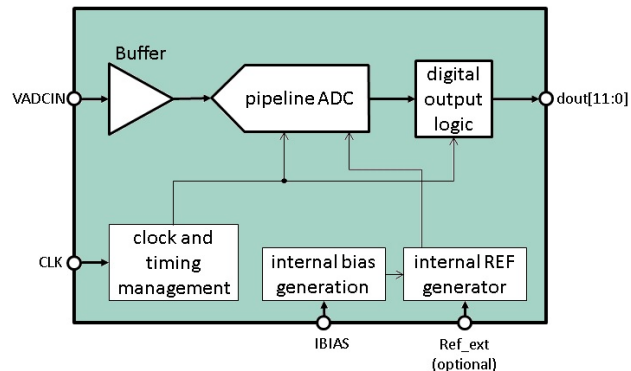 Buffer
VADCIN
pipeline ADC
digital
output
logic
dout[11:0]
CLK
clock and
timing
management
internal bias
generation
internal REF
generator
IBIAS
Ref_ext
(optional)